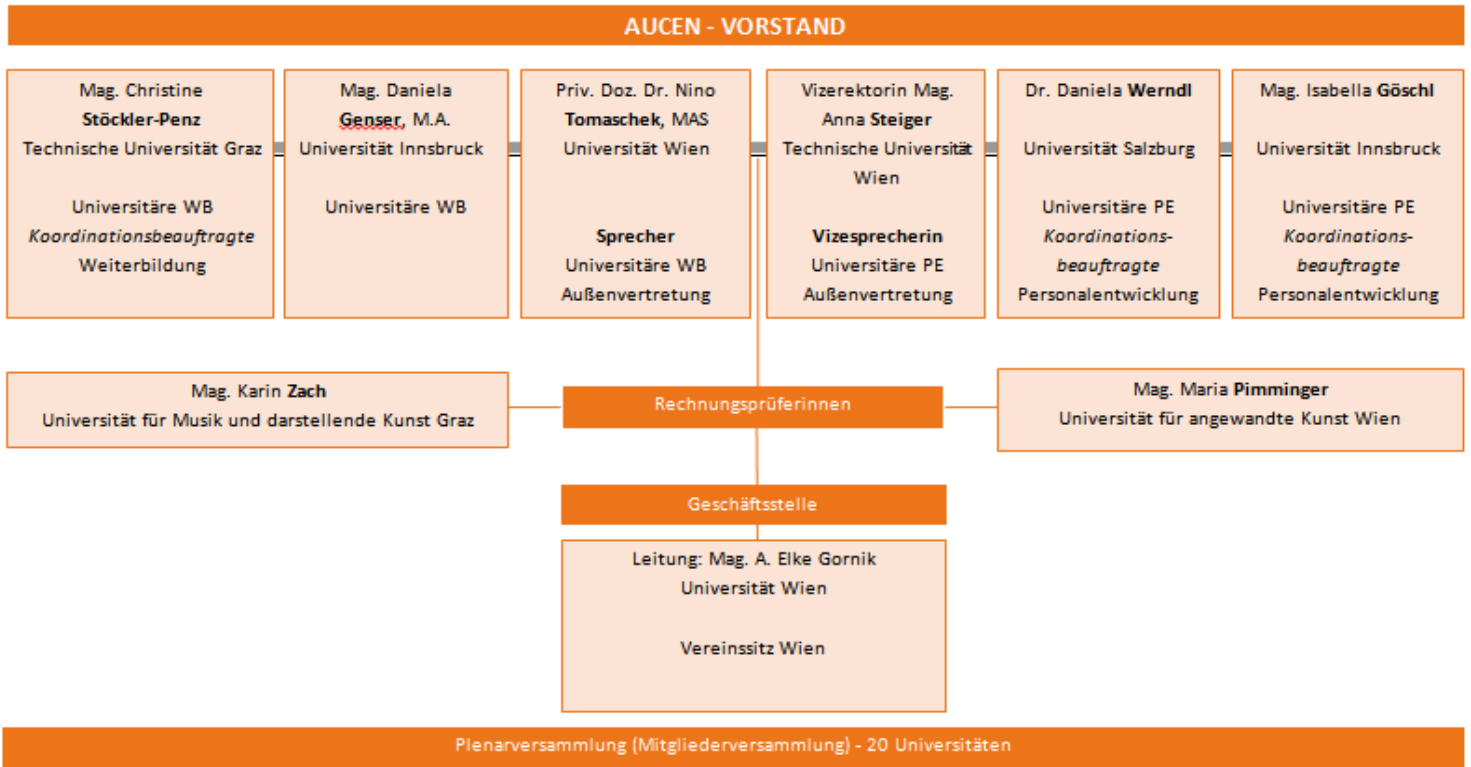 AUCEN - VORSTAND
Mag. Christine
Stöckler-Penz
Technische Universität Graz
Universitäre WB
Koordinationsbeauftragte
Weiterbildung
Mag. Daniela
Genser, M.A.
Universität Innsbruck
Universitäre WB
Priv. Doz. Dr. Nino
Tomaschek, MAS
Universität Wien
Sprecher
Universitäre WB
Außenvertretung
Vizerektorin Mag.
Anna Steiger
Technische Universität
Wien
Vizesprecherin
Universitäre PE
Außenvertretung
Dr. Daniela Werndl
Universität Salzburg
Universitäre PE
Koordinations-
beauftragte
Personalentwicklung
Mag. Isabella Göschl
Universität Innsbruck
Universitäre PE
Koordinations-
beauftragte
Personalentwicklung
Mag. Karin Zach
Universität für Musik und darstellende Kunst Graz
Rechnungsprüferinnen
Mag. Maria Pimminger
Universität für angewandte Kunst Wien
Geschäftsstelle
Leitung: Mag. A. Elke Gornik
Universität Wien
Vereinssitz Wien
Plenarversammlung (Mitgliederversammlung) - 20 Universitäten